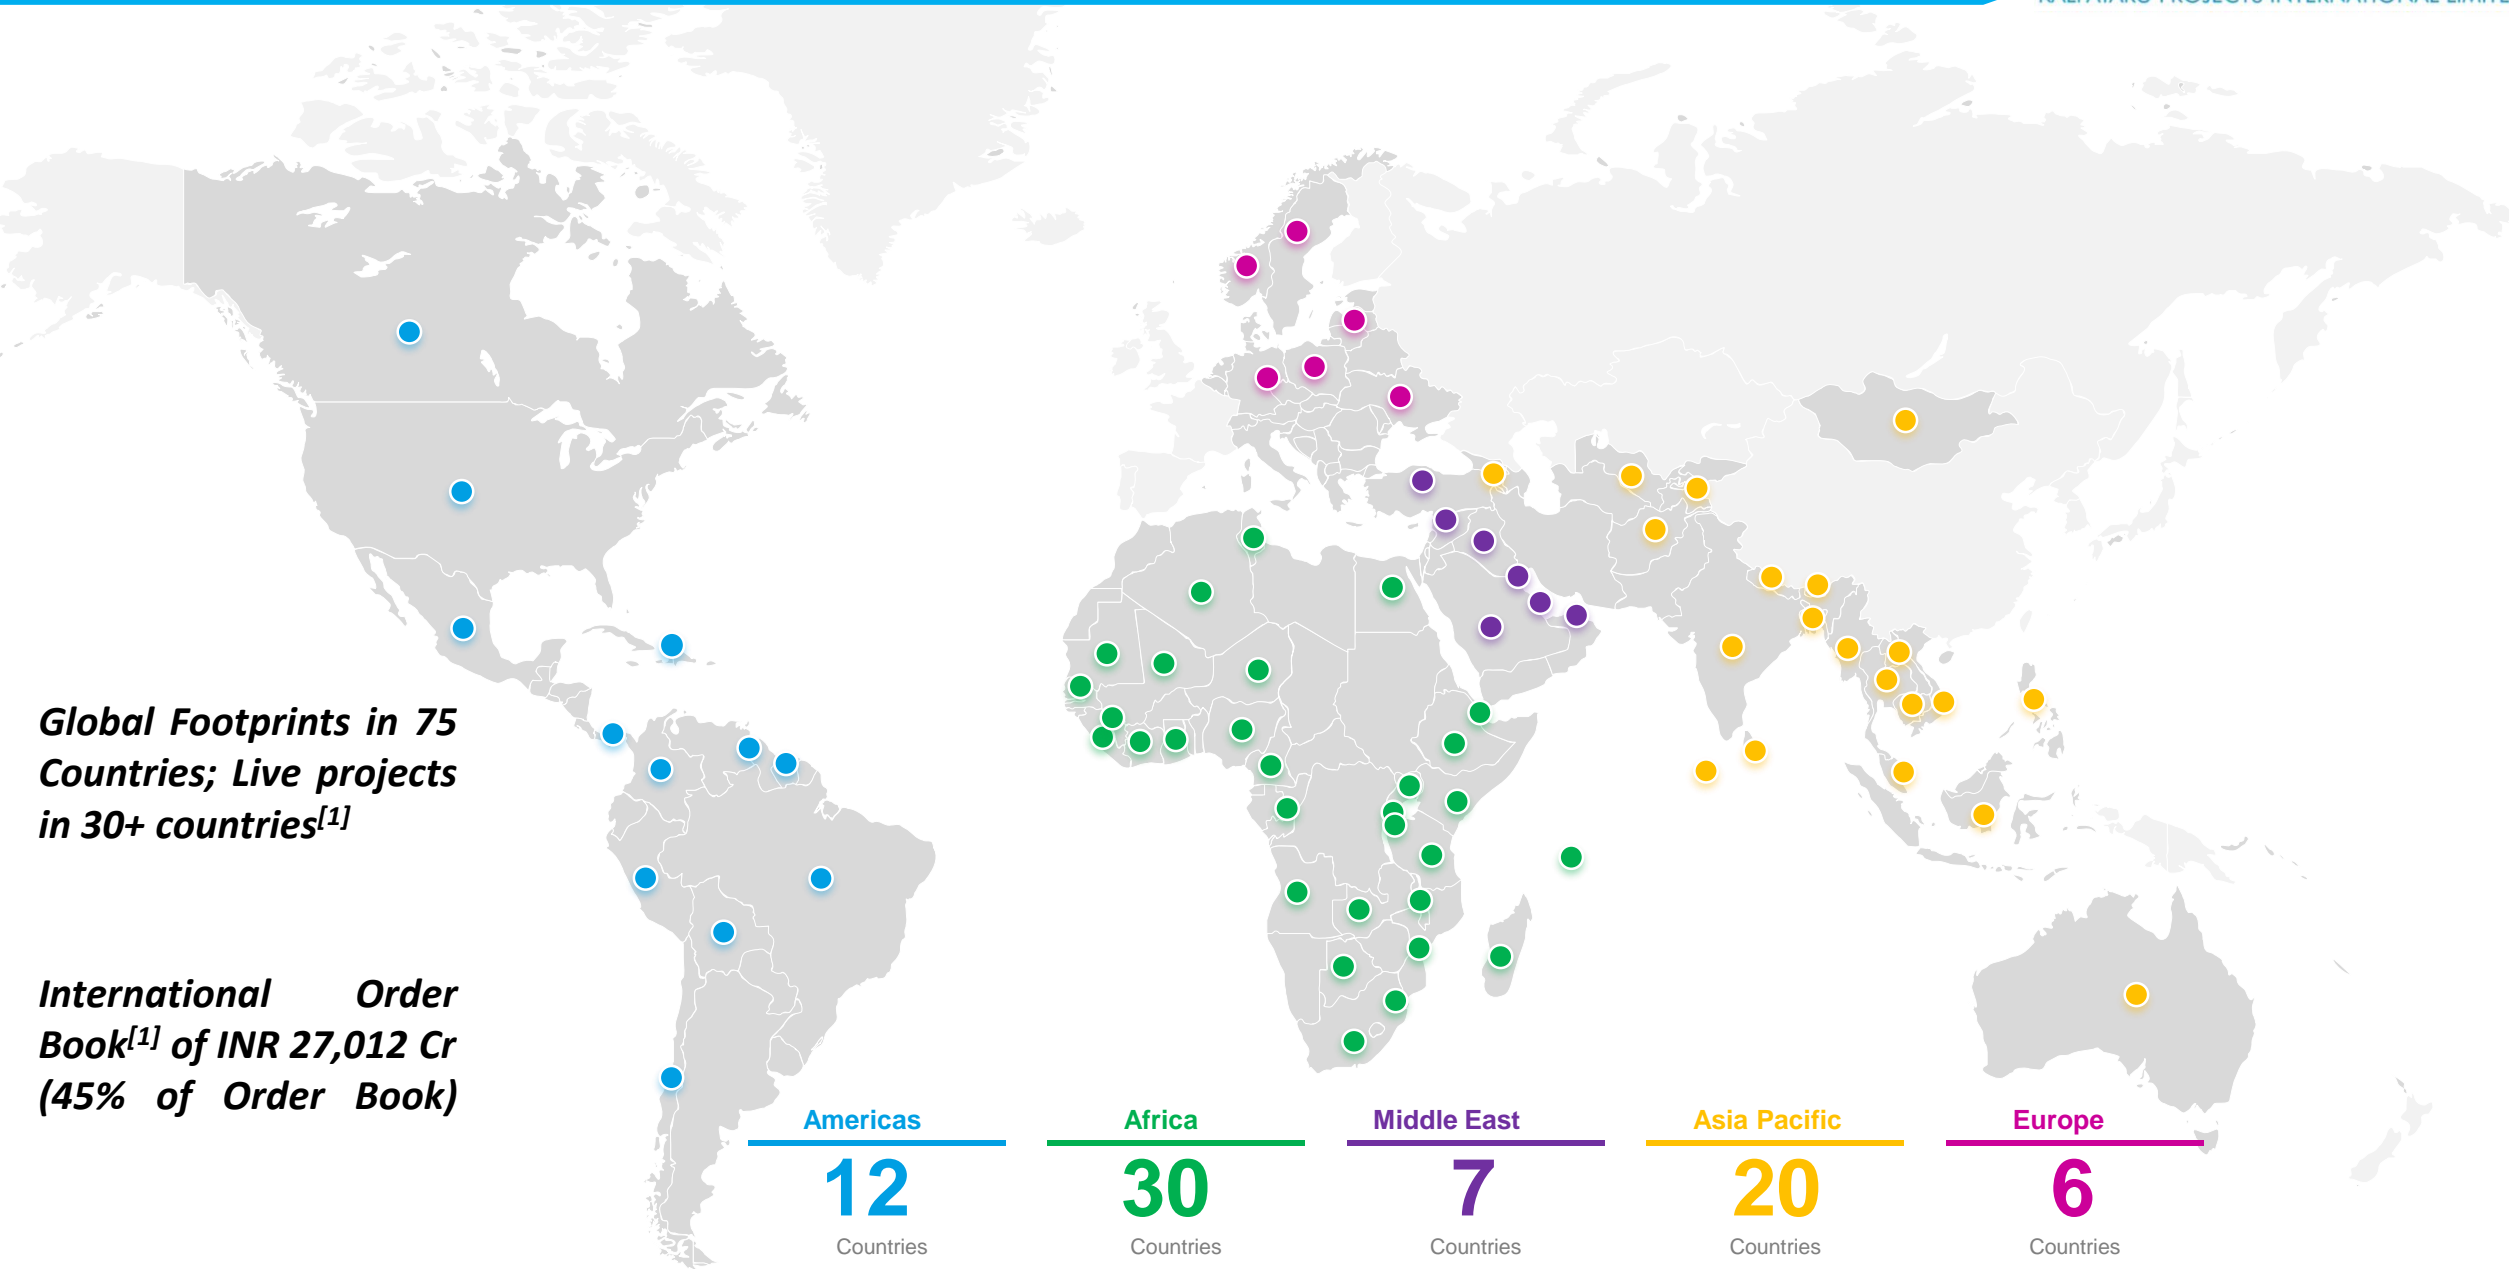 Global Footprints in 75
Countries; Live projects
in 30+ countries[1]
International Order
Book[1] of INR 27,012 Cr
(45% of Order Book)
Americas
12
Countries
Africa
30
Countries
Middle East
7
Countries
Asia Pacific
20
Countries
Europe
6
Countries